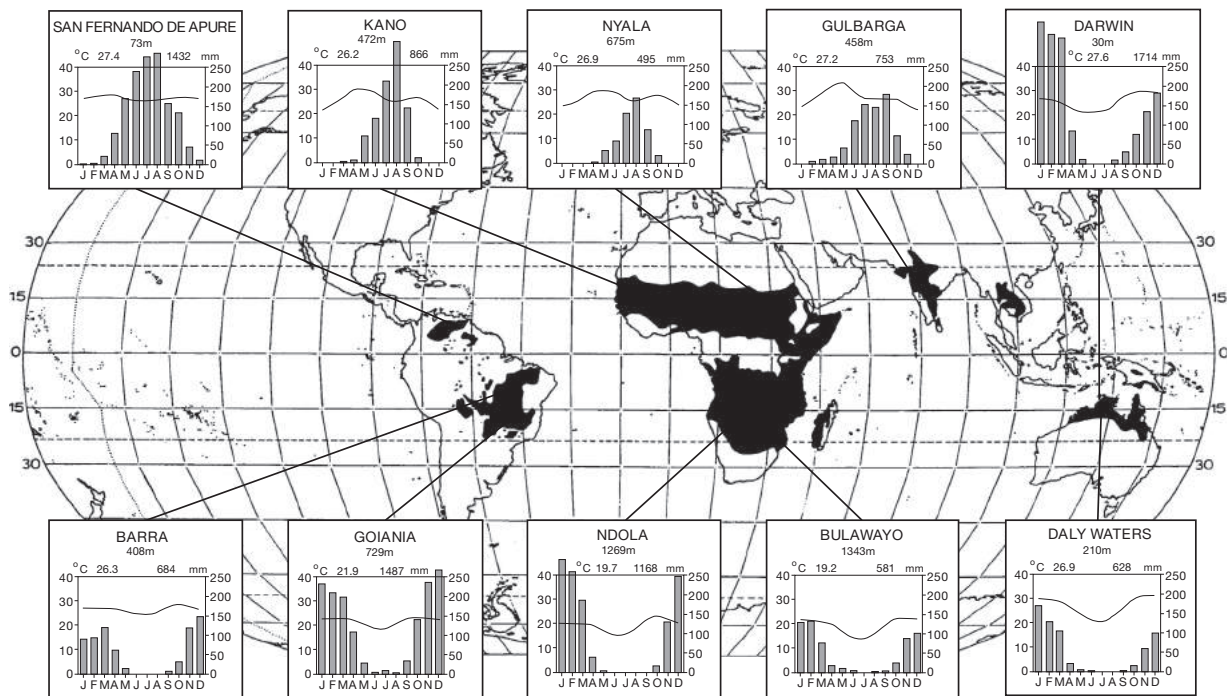 SAN FERNANDO DE APURE
73m
°C 27.4 1432 mm
40 250
30 200
20 150
10 100
0 50
0
J F M A M J J A S O N D
KANO
472m
°C 26.2 866 mm
40 250
30 200
20 150
10 100
0 50
0
J F M A M J J A S O N D
NYALA
675m
°C 26.9 495 mm
40 250
30 200
20 150
10 100
0 50
0
J F M A M J J A S O N D
GULBARGA
458m
°C 27.2 753 mm
40 250
30 200
20 150
10 100
0 50
0
J F M A M J J A S O N D
DARWIN
30m
°C 27.6 1714 mm
40 250
30 200
20 150
10 100
0 50
0
J F M A M J J A S O N D
30 30
15 15
0 0
15 15
30 30
BARRA
408m
°C 26.3 684 mm
40 250
30 200
20 150
10 100
0 50
0
J F M A M J J A S O N D
GOIANIA
729m
°C 21.9 1487 mm
40 250
30 200
20 150
10 100
0 50
0
J F M A M J J A S O N D
NDOLA
1269m
°C 19.7 1168 mm
40 250
30 200
20 150
10 100
0 50
0
J F M A M J J A S O N D
BULAWAYO
1343m
°C 19.2 581 mm
40 250
30 200
20 150
10 100
0 50
0
J F M A M J J A S O N D
DALY WATERS
210m
°C 26.9 628 mm
40 250
30 200
20 150
10 100
0 50
0
J F M A M J J A S O N D